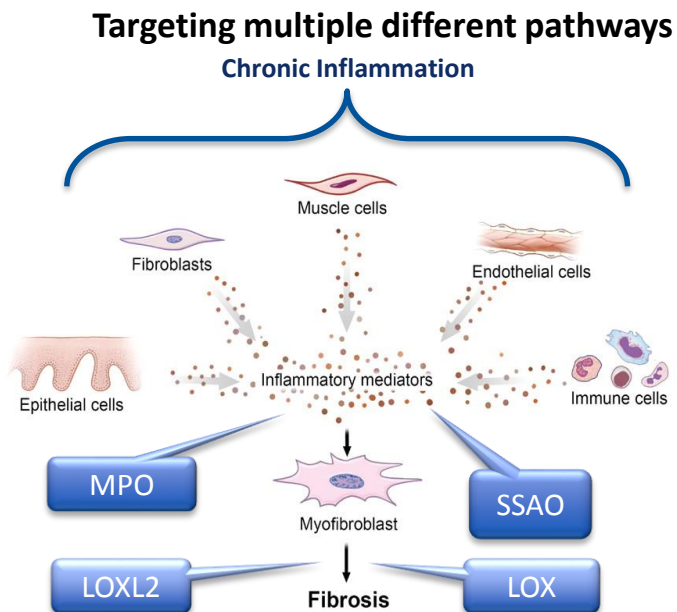 Targeting multiple different pathways
Chronic Inflammation
Muscle cells
Fibroblasts
Endothelial cells
Epithelial cells
Inflammatory mediators
Immune cells
MPO
SSAO
Myofibroblast
LOXL2
LOX
Fibrosis